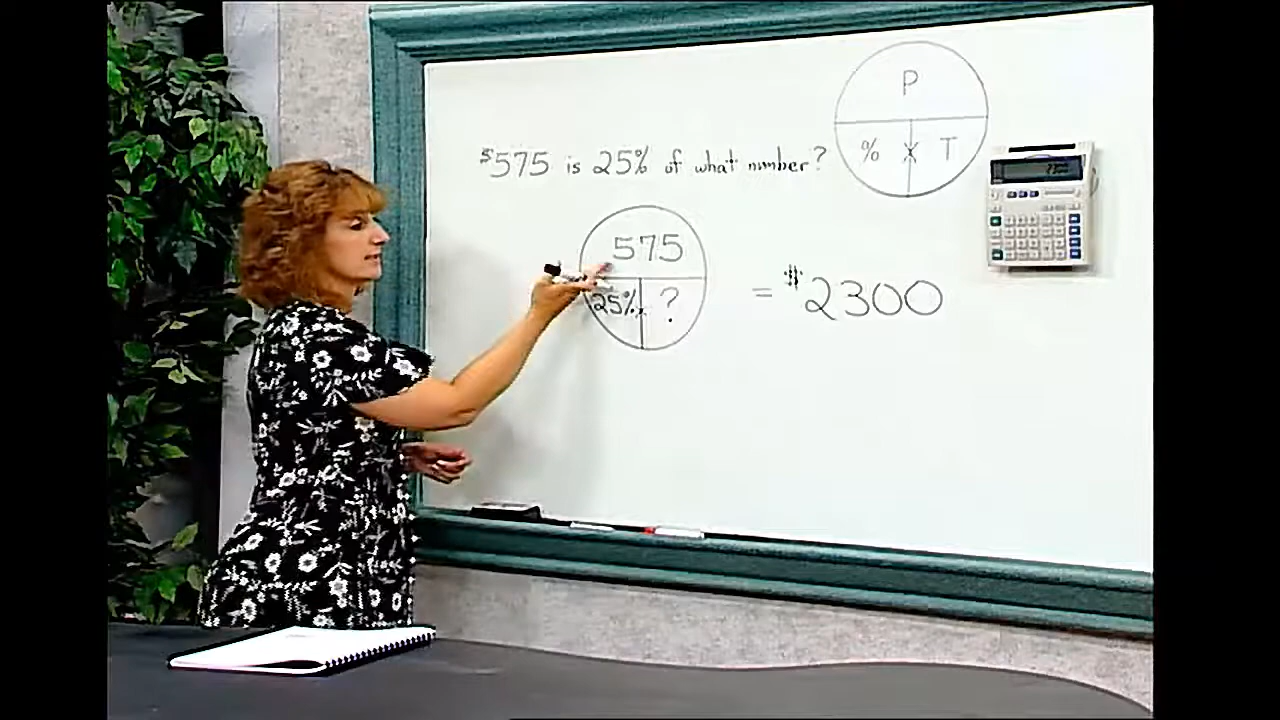 P
% X T
$575 is 25% of what number?
575
25% x ?
= $2300